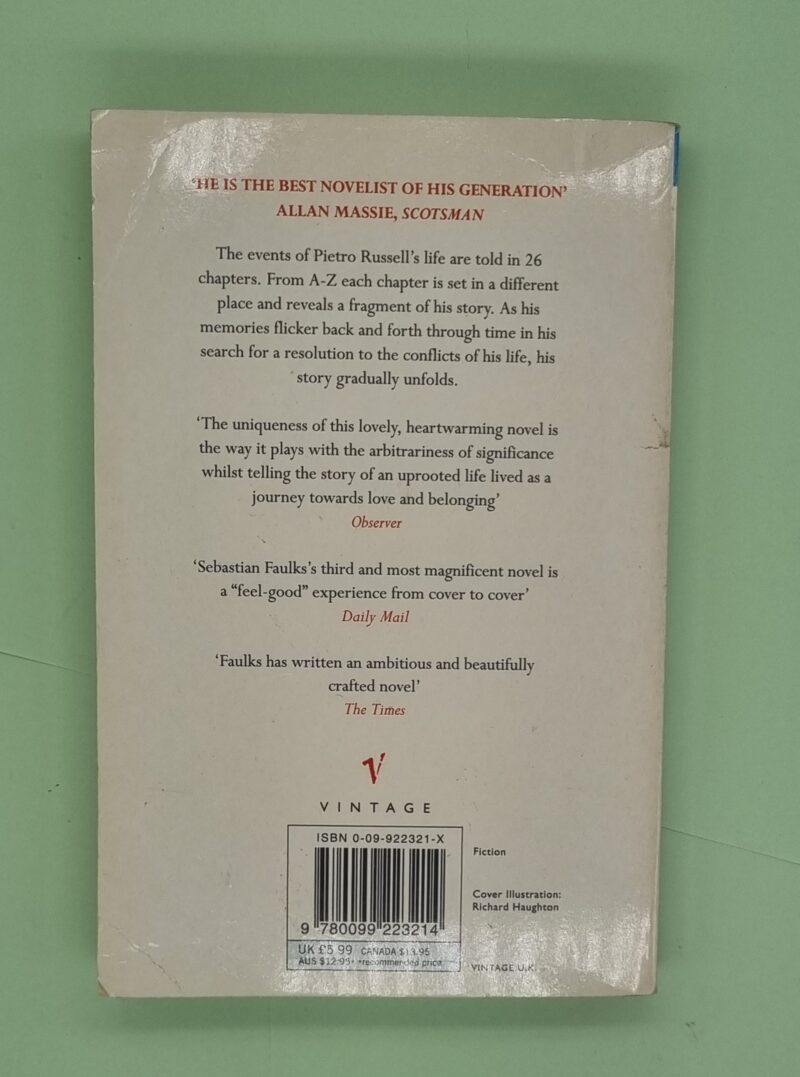 ‘HE IS THE BEST NOVELIST OF HIS GENERATION’
ALLAN MASSIE, SCOTSMAN
The events of Pietro Russell’s life are told in 26
chapters. From A-Z each chapter is set in a different
place and reveals a fragment of his story. As his
memories flicker back and forth through time in his
search for a resolution to the conflicts of his life, his
story gradually unfolds.
‘The uniqueness of this lovely, heartwarming novel is
the way it plays with the arbitrariness of significance
whilst telling the story of an uprooted life lived as a
journey towards love and belonging’
Observer
‘Sebastian Faulks’s third and most magnificent novel is
a “feel-good” experience from cover to cover’
Daily Mail
‘Faulks has written an ambitious and beautifully
crafted novel’
The Times
V
VINTAGE
ISBN 0-09-922321-X
9 780099 223214
UK £5.99 CANADA $13.95
AUS $12.95* *recommended price
Fiction
Cover Illustration:
Richard Haughton
VINTAGE U.K.